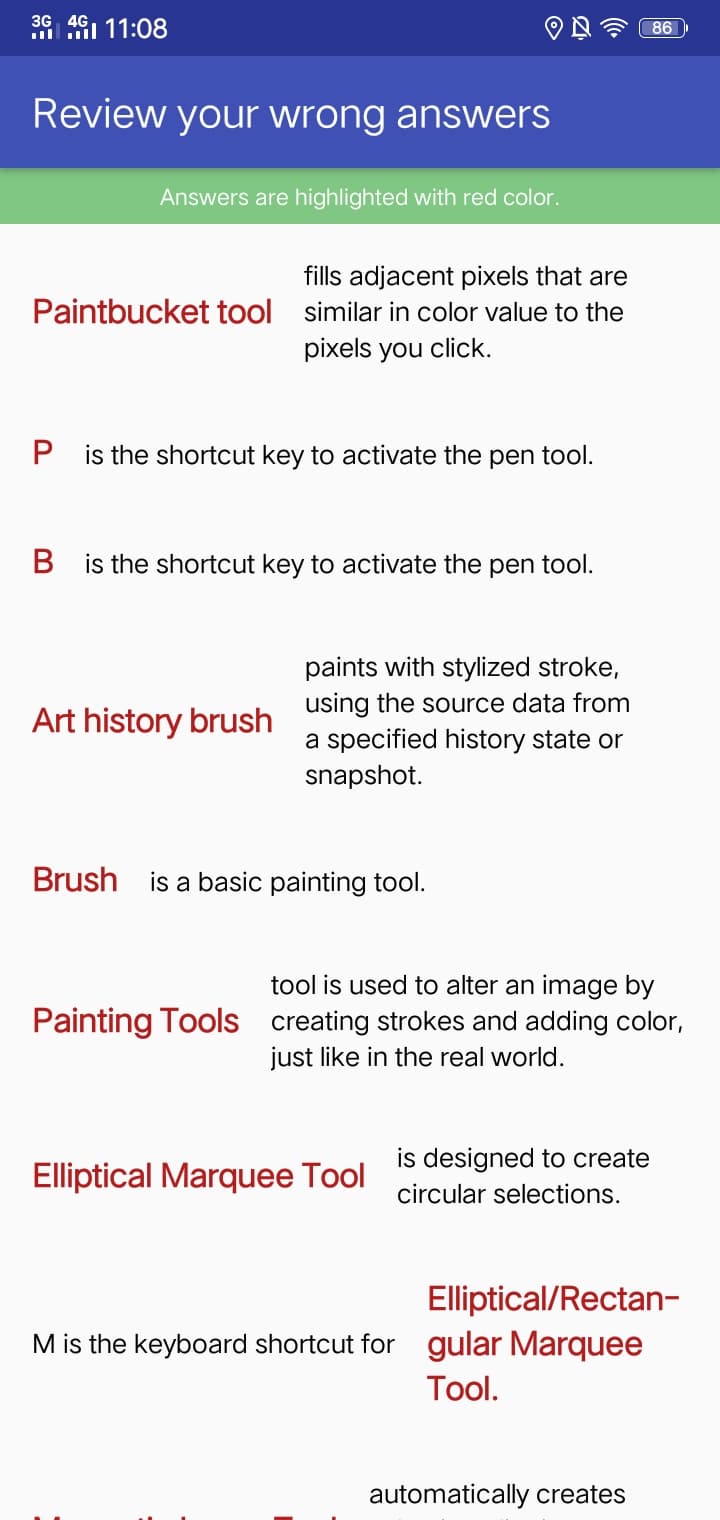 3G 4G 11:08 86
Review your wrong answers
Answers are highlighted with red color.
Paintbucket tool
fills adjacent pixels that are
similar in color value to the
pixels you click.
P is the shortcut key to activate the pen tool.
B is the shortcut key to activate the pen tool.
Art history brush
paints with stylized stroke,
using the source data from
a specified history state or
snapshot.
Brush is a basic painting tool.
Painting Tools
tool is used to alter an image by
creating strokes and adding color,
just like in the real world.
Elliptical Marquee Tool
is designed to create
circular selections.
M is the keyboard shortcut for
Elliptical/Rectan-
gular Marquee
Tool.
automatically creates